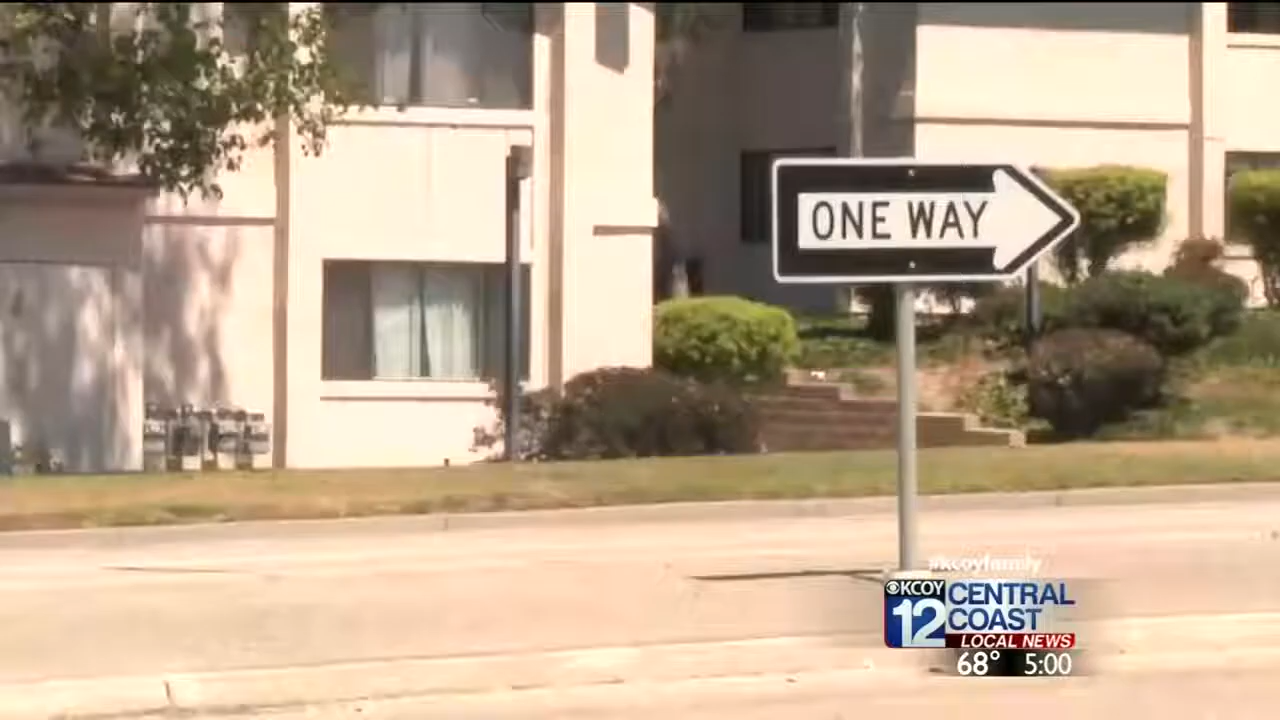 ONE WAY
#kcoyfamily
KCOY
12
CENTRAL
COAST
LOCAL NEWS
68° 5:00